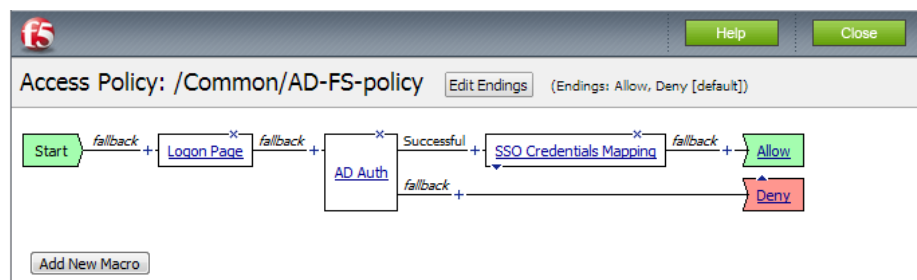 f5
Help
Close
Access Policy: /Common/AD-FS-policy Edit Endings (Endings: Allow, Deny [default])
Start fallback + Logon Page fallback + AD Auth Successful + SSO Credentials Mapping fallback + Allow
fallback + Deny
Add New Macro